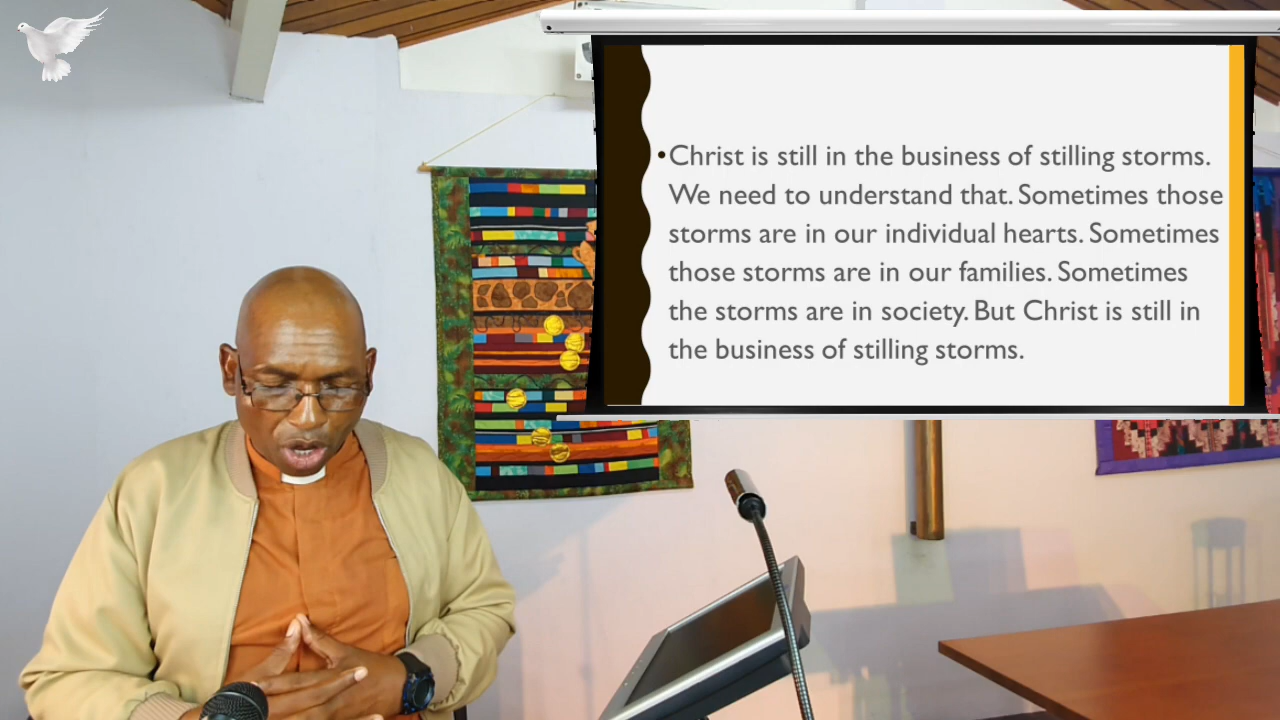 •Christ is still in the business of stilling storms.
We need to understand that. Sometimes those
storms are in our individual hearts. Sometimes
those storms are in our families. Sometimes
the storms are in society. But Christ is still in
the business of stilling storms.